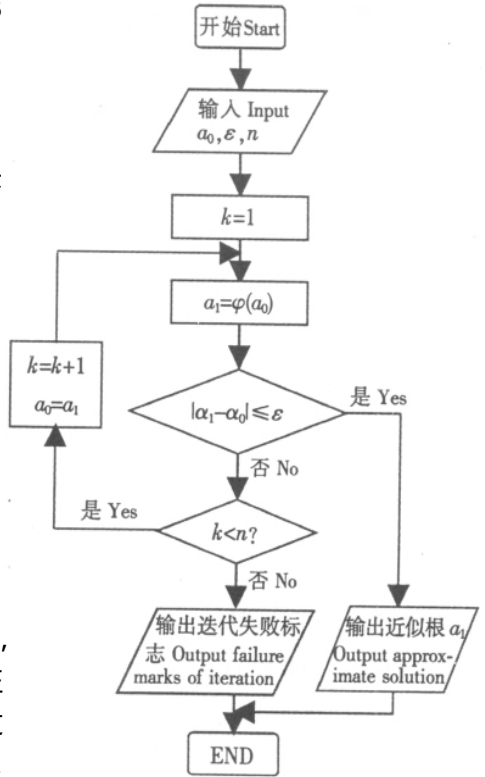 开始Start
输入 Input
a₀,ε,n
k=1
a₁=φ(a₀)
k=k+1
a₀=a₁
|α₁-α₀|≤ε
是 Yes
否 No
是 Yes
k<n?
否 No
输出迭代失败标
志 Output failure
marks of iteration
输出近似根 a₁
Output approx-
imate solution
END